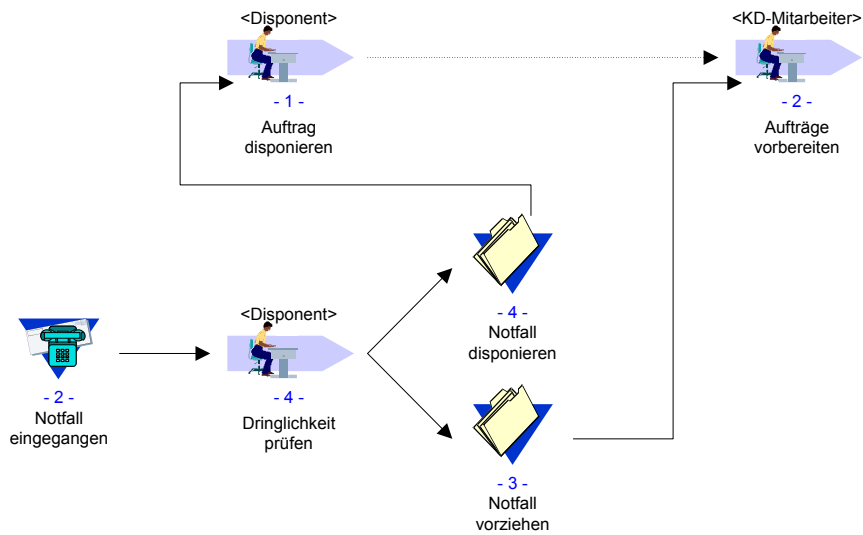 <Disponent>
- 1 -
Auftrag
disponieren
<KD-Mitarbeiter>
- 2 -
Aufträge
vorbereiten
- 4 -
Notfall
disponieren
- 2 -
Notfall
eingegangen
<Disponent>
- 4 -
Dringlichkeit
prüfen
- 3 -
Notfall
vorziehen